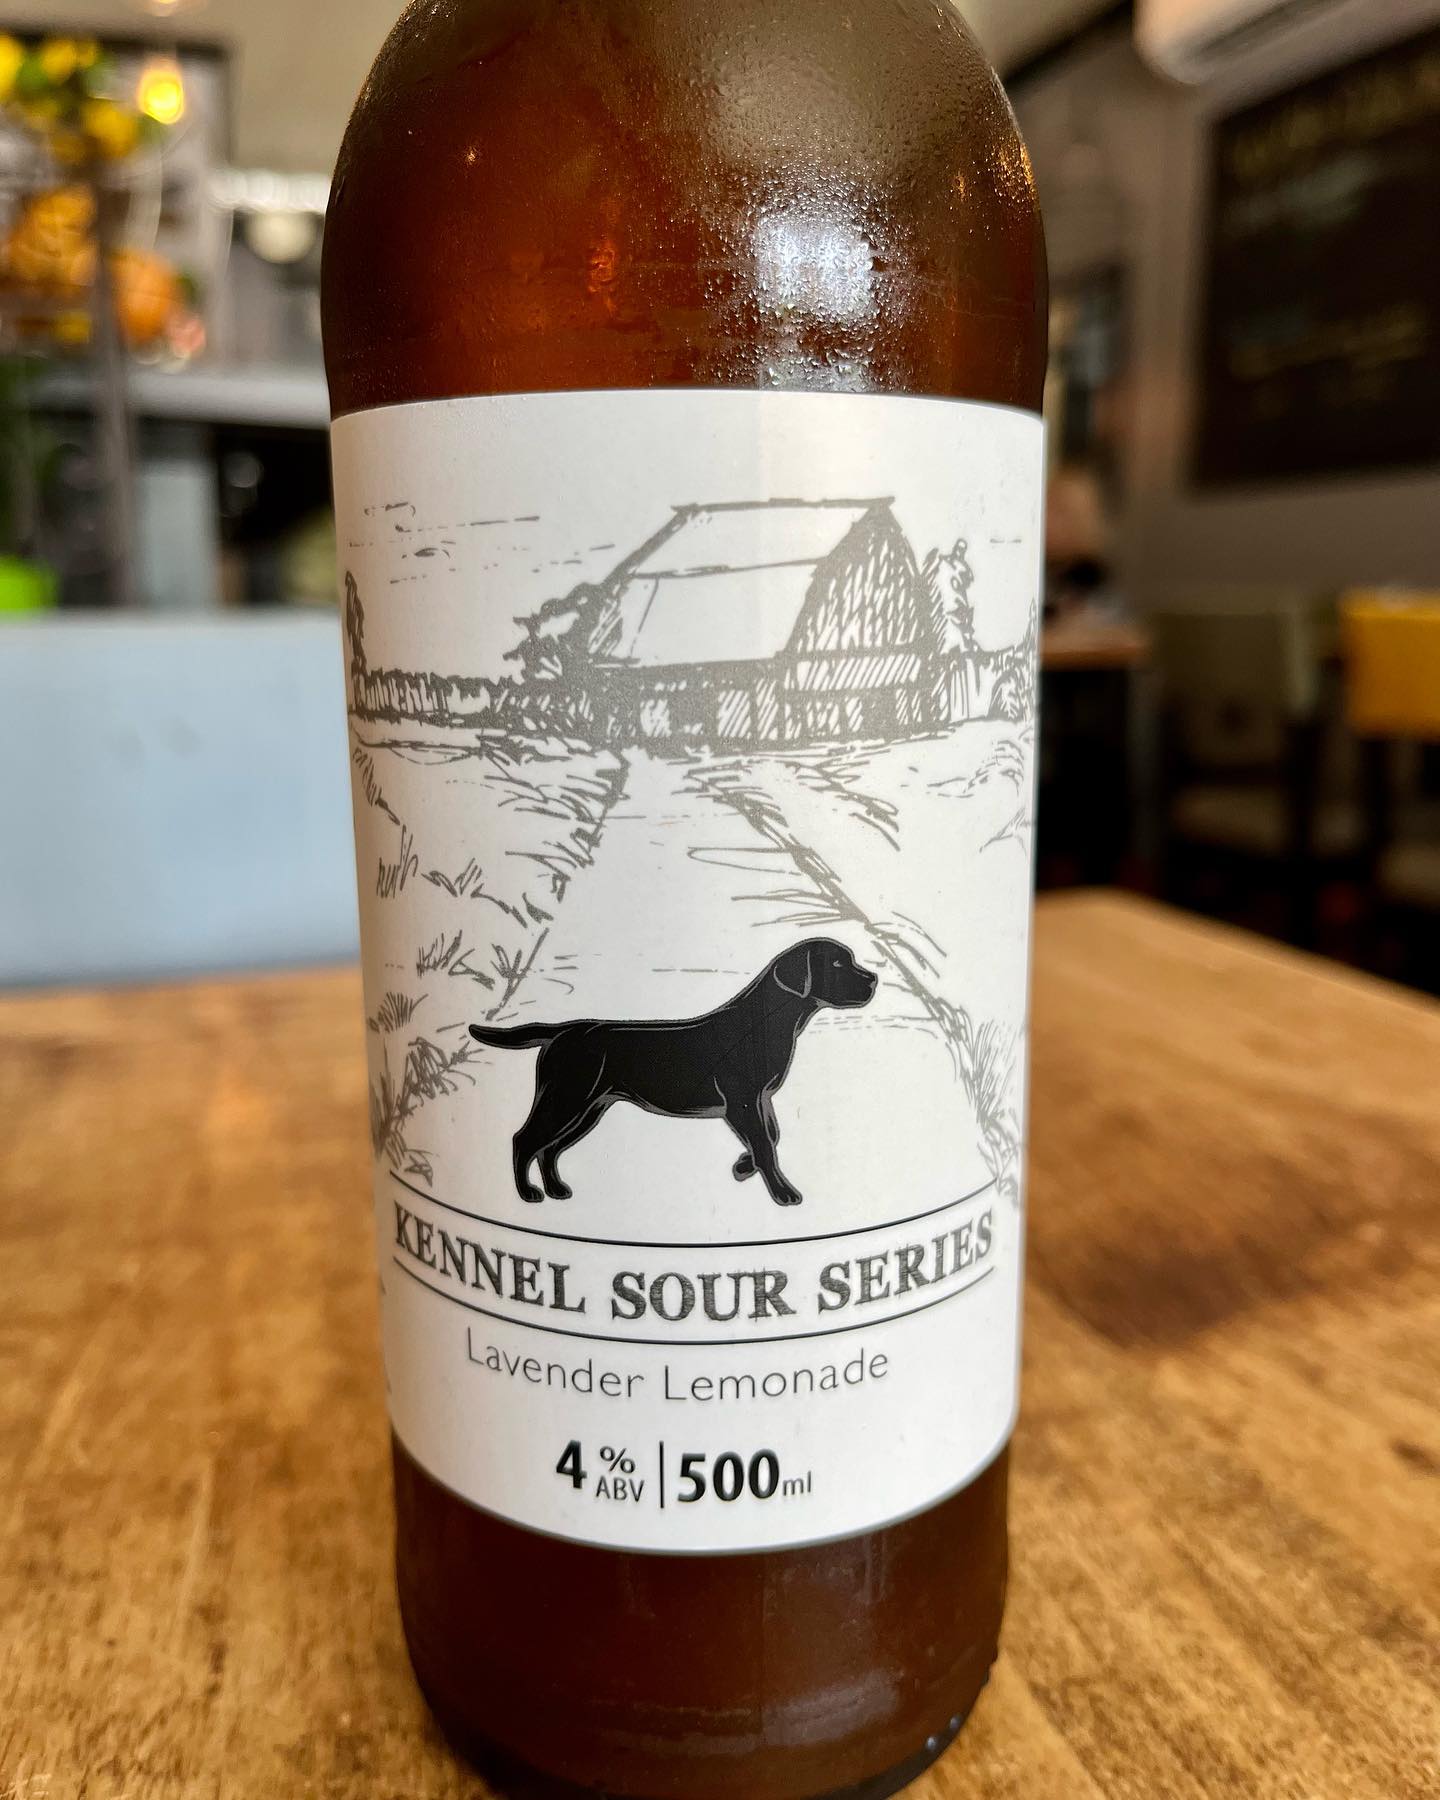 KENNEL SOUR SERIES
Lavender Lemonade
4% ABV | 500ml